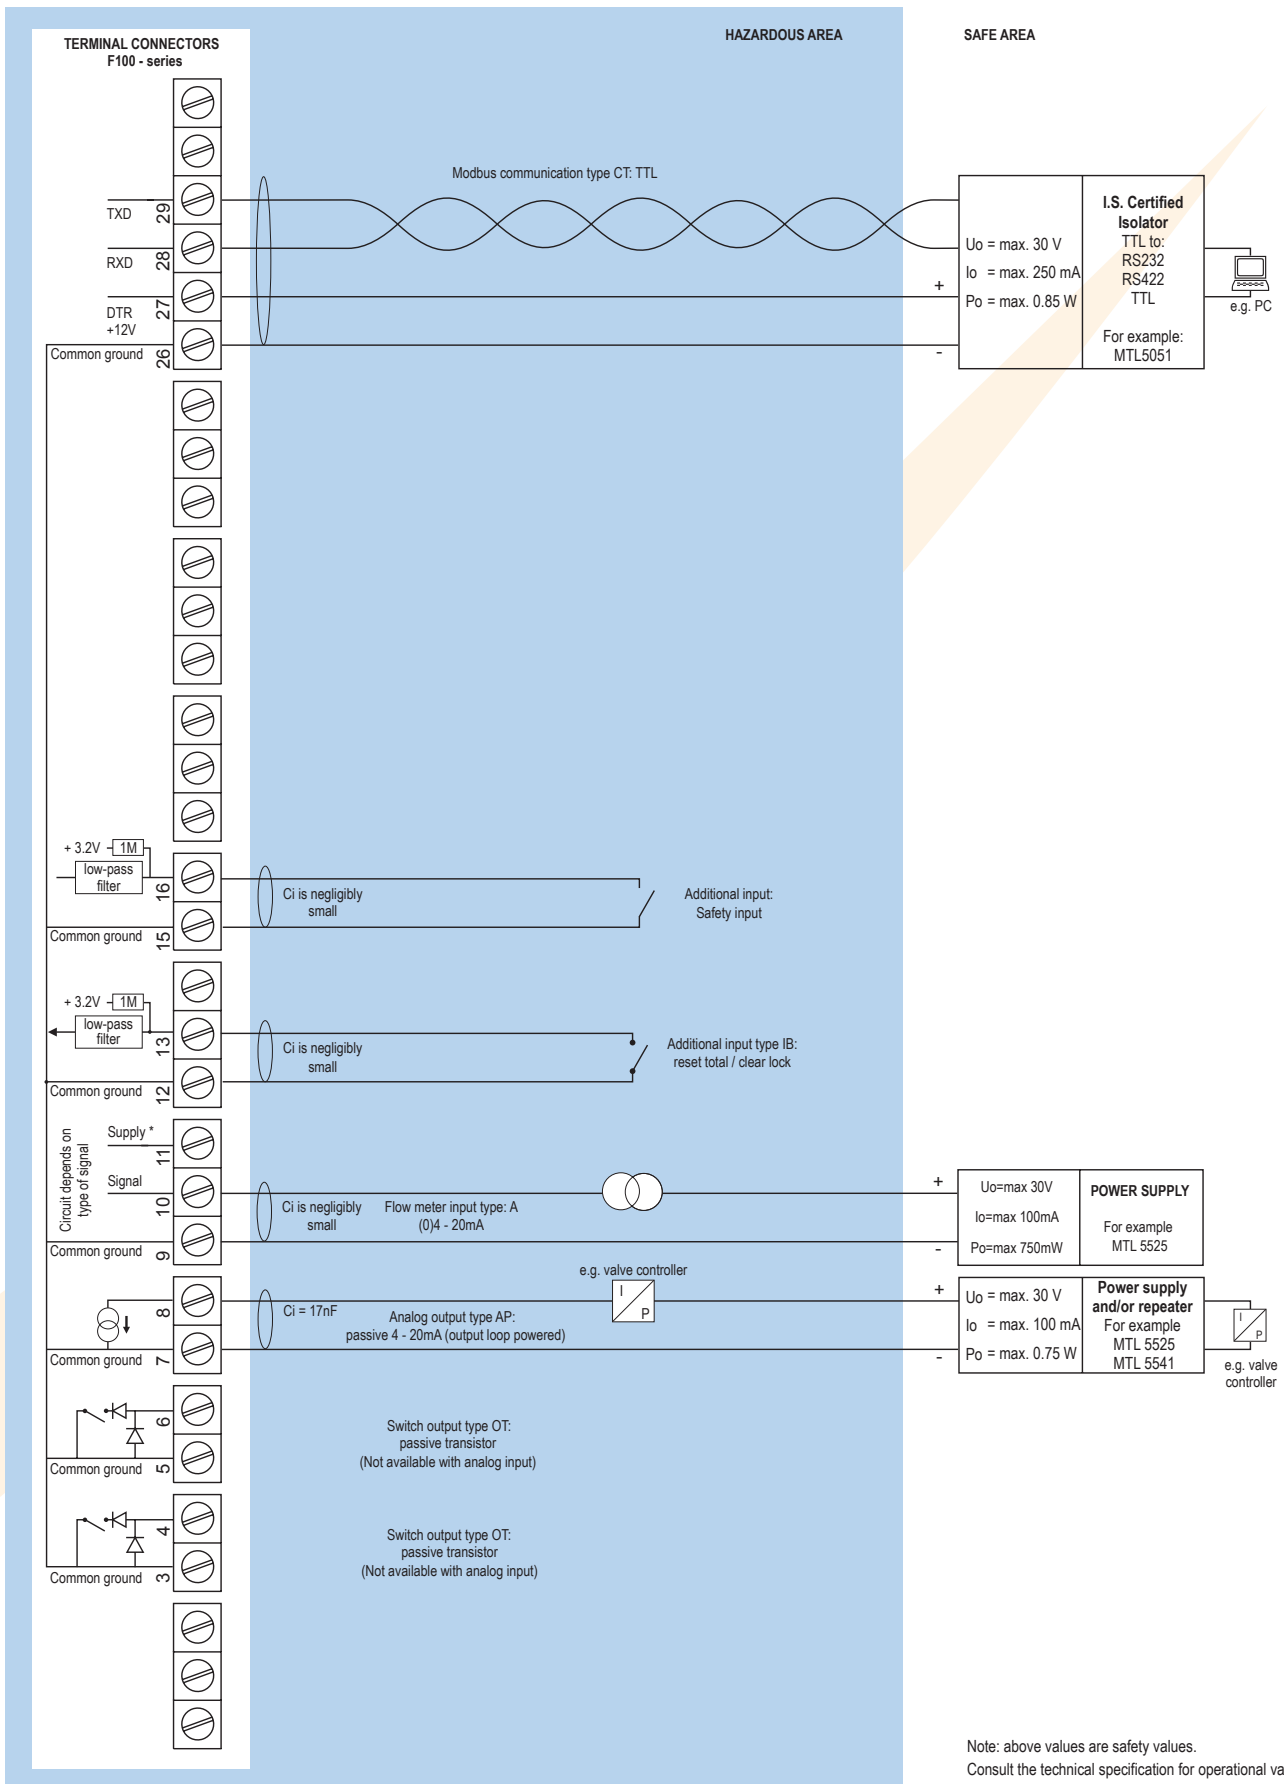 HAZARDOUS AREA
SAFE AREA
TERMINAL CONNECTORS
F100 - series
Modbus communication type CT: TTL
TXD
29
RXD
28
DTR
+12V
27
Common ground
26
+
-
Uo = max. 30 V
Io = max. 250 mA
Po = max. 0.85 W
I.S. Certified
Isolator
TTL to:
RS232
RS422
TTL
For example:
MTL5051
e.g. PC
+ 3.2V
1M
low-pass
filter
16
Common ground
15
Ci is negligibly
small
Additional input:
Safety input
+ 3.2V
1M
low-pass
filter
13
Common ground
12
Ci is negligibly
small
Additional input type IB:
reset total / clear lock
Circuit depends on
type of signal
Supply *
11
Signal
10
Common ground
9
Ci is negligibly
small
Flow meter input type: A
(0)4 - 20mA
+
-
Uo=max 30V
Io=max 100mA
Po=max 750mW
POWER SUPPLY
For example
MTL 5525
e.g. valve controller
I
P
8
Common ground
7
Ci = 17nF
Analog output type AP:
passive 4 - 20mA (output loop powered)
+
-
Uo = max. 30 V
Io = max. 100 mA
Po = max. 0.75 W
Power supply
and/or repeater
For example
MTL 5525
MTL 5541
I
P
e.g. valve
controller
6
Common ground
5
Switch output type OT:
passive transistor
(Not available with analog input)
4
Common ground
3
Switch output type OT:
passive transistor
(Not available with analog input)
Note: above values are safety values.
Consult the technical specification for operational va